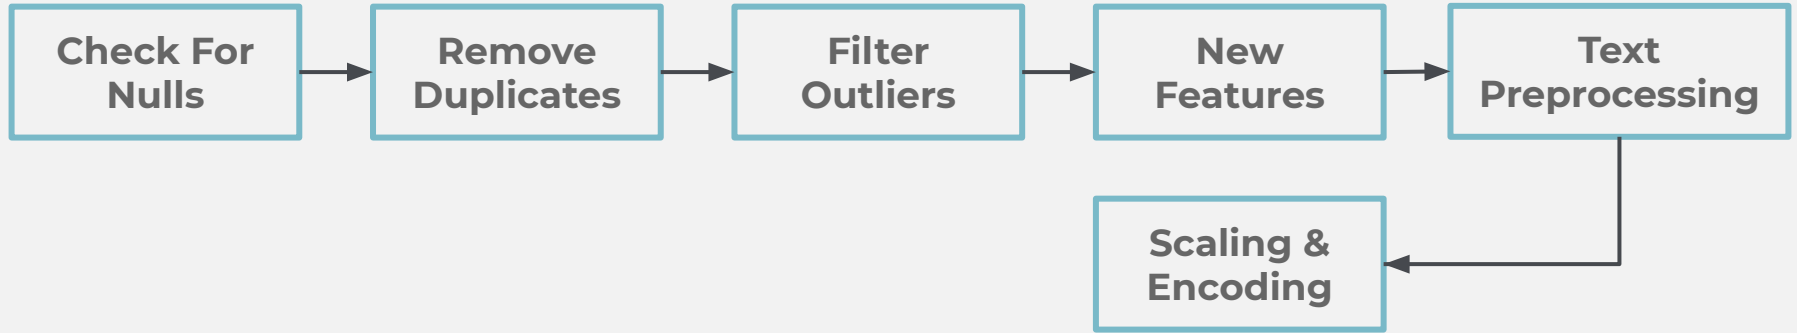 Check For
Nulls
Remove
Duplicates
Filter
Outliers
New
Features
Text
Preprocessing
Scaling &
Encoding